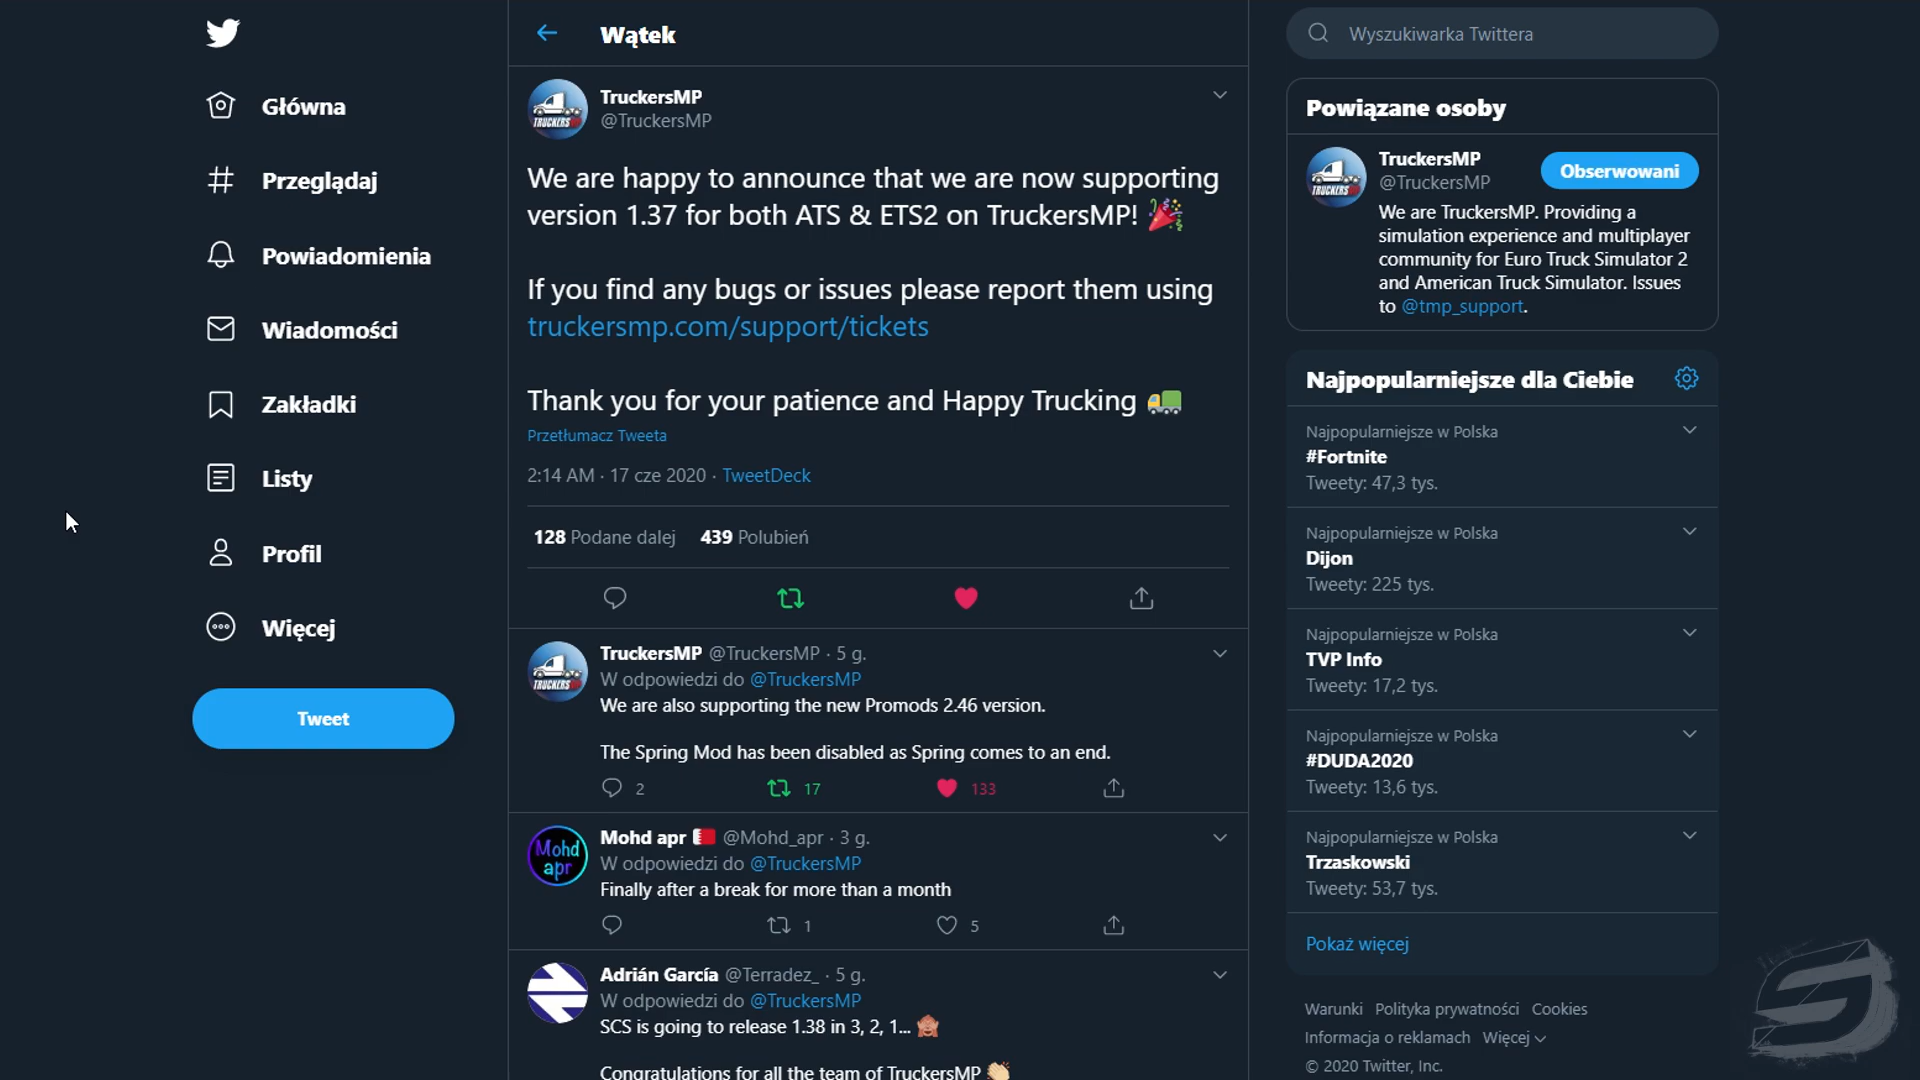 Główna
Przeglądaj
Powiadomienia
Wiadomości
Zakładki
Listy
Profil
Więcej
Tweet
Wątek
TruckersMP
@TruckersMP
We are happy to announce that we are now supporting
version 1.37 for both ATS & ETS2 on TruckersMP! 🎉
If you find any bugs or issues please report them using
truckersmp.com/support/tickets
Thank you for your patience and Happy Trucking 🚛
Przetłumacz Tweeta
2:14 AM · 17 cze 2020 · TweetDeck
128 Podane dalej 439 Polubień
TruckersMP @TruckersMP · 5 g.
W odpowiedzi do @TruckersMP
We are also supporting the new Promods 2.46 version.
The Spring Mod has been disabled as Spring comes to an end.
2 17 133
Mohd apr 🇧🇭 @Mohd_apr · 3 g.
W odpowiedzi do @TruckersMP
Finally after a break for more than a month
1 5
Mohd
apr
Adrián García @Terradez_ · 5 g.
W odpowiedzi do @TruckersMP
SCS is going to release 1.38 in 3, 2, 1... 🙈
Congratulations for all the team of TruckersMP 👏
Wyszukiwarka Twittera
Powiązane osoby
TruckersMP
@TruckersMP
Obserwowani
We are TruckersMP. Providing a
simulation experience and multiplayer
community for Euro Truck Simulator 2
and American Truck Simulator. Issues
to @tmp_support.
Najpopularniejsze dla Ciebie
Najpopularniejsze w Polska
#Fortnite
Tweety: 47,3 tys.
Najpopularniejsze w Polska
Dijon
Tweety: 225 tys.
Najpopularniejsze w Polska
TVP Info
Tweety: 17,2 tys.
Najpopularniejsze w Polska
#DUDA2020
Tweety: 13,6 tys.
Najpopularniejsze w Polska
Trzaskowski
Tweety: 53,7 tys.
Pokaż więcej
Warunki Polityka prywatności Cookies
Informacja o reklamach Więcej
© 2020 Twitter, Inc.